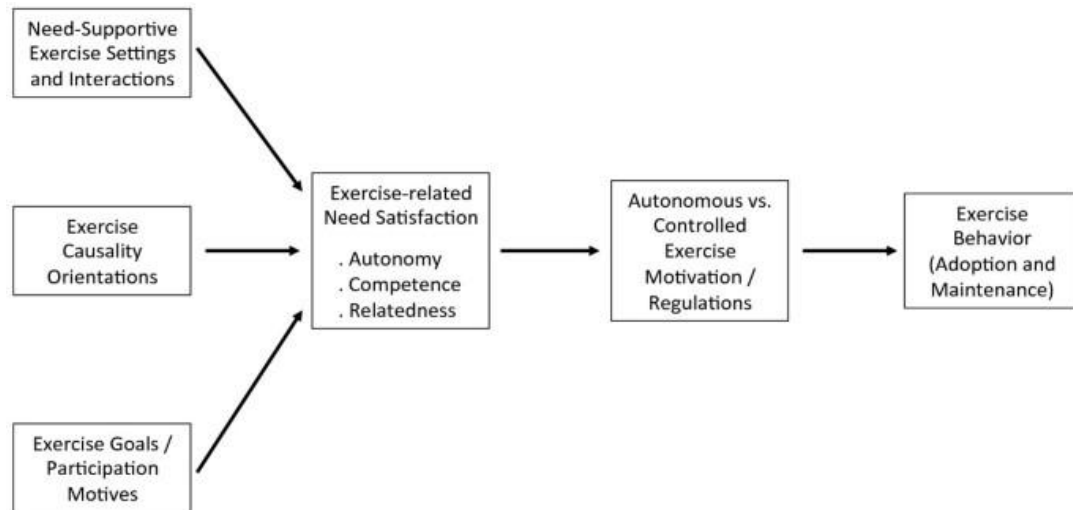 Need-Supportive
Exercise Settings
and Interactions
Exercise
Causality
Orientations
Exercise Goals /
Participation
Motives
Exercise-related
Need Satisfaction
. Autonomy
. Competence
. Relatedness
Autonomous vs.
Controlled
Exercise
Motivation /
Regulations
Exercise
Behavior
(Adoption and
Maintenance)